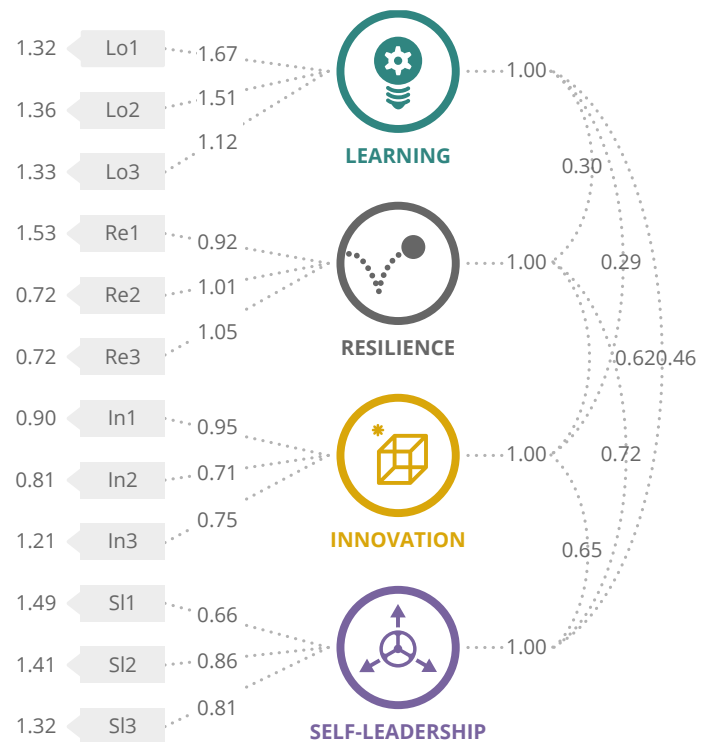 1.32 Lo1 1.67
1.36 Lo2 1.51
1.33 Lo3 1.12
LEARNING
1.00
0.30
1.53 Re1 0.92
0.72 Re2 1.01
0.72 Re3 1.05
RESILIENCE
1.00
0.29
0.62 0.46
0.90 In1 0.95
0.81 In2 0.71
1.21 In3 0.75
INNOVATION
1.00
0.72
0.65
1.49 Sl1 0.66
1.41 Sl2 0.86
1.32 Sl3 0.81
SELF-LEADERSHIP
1.00